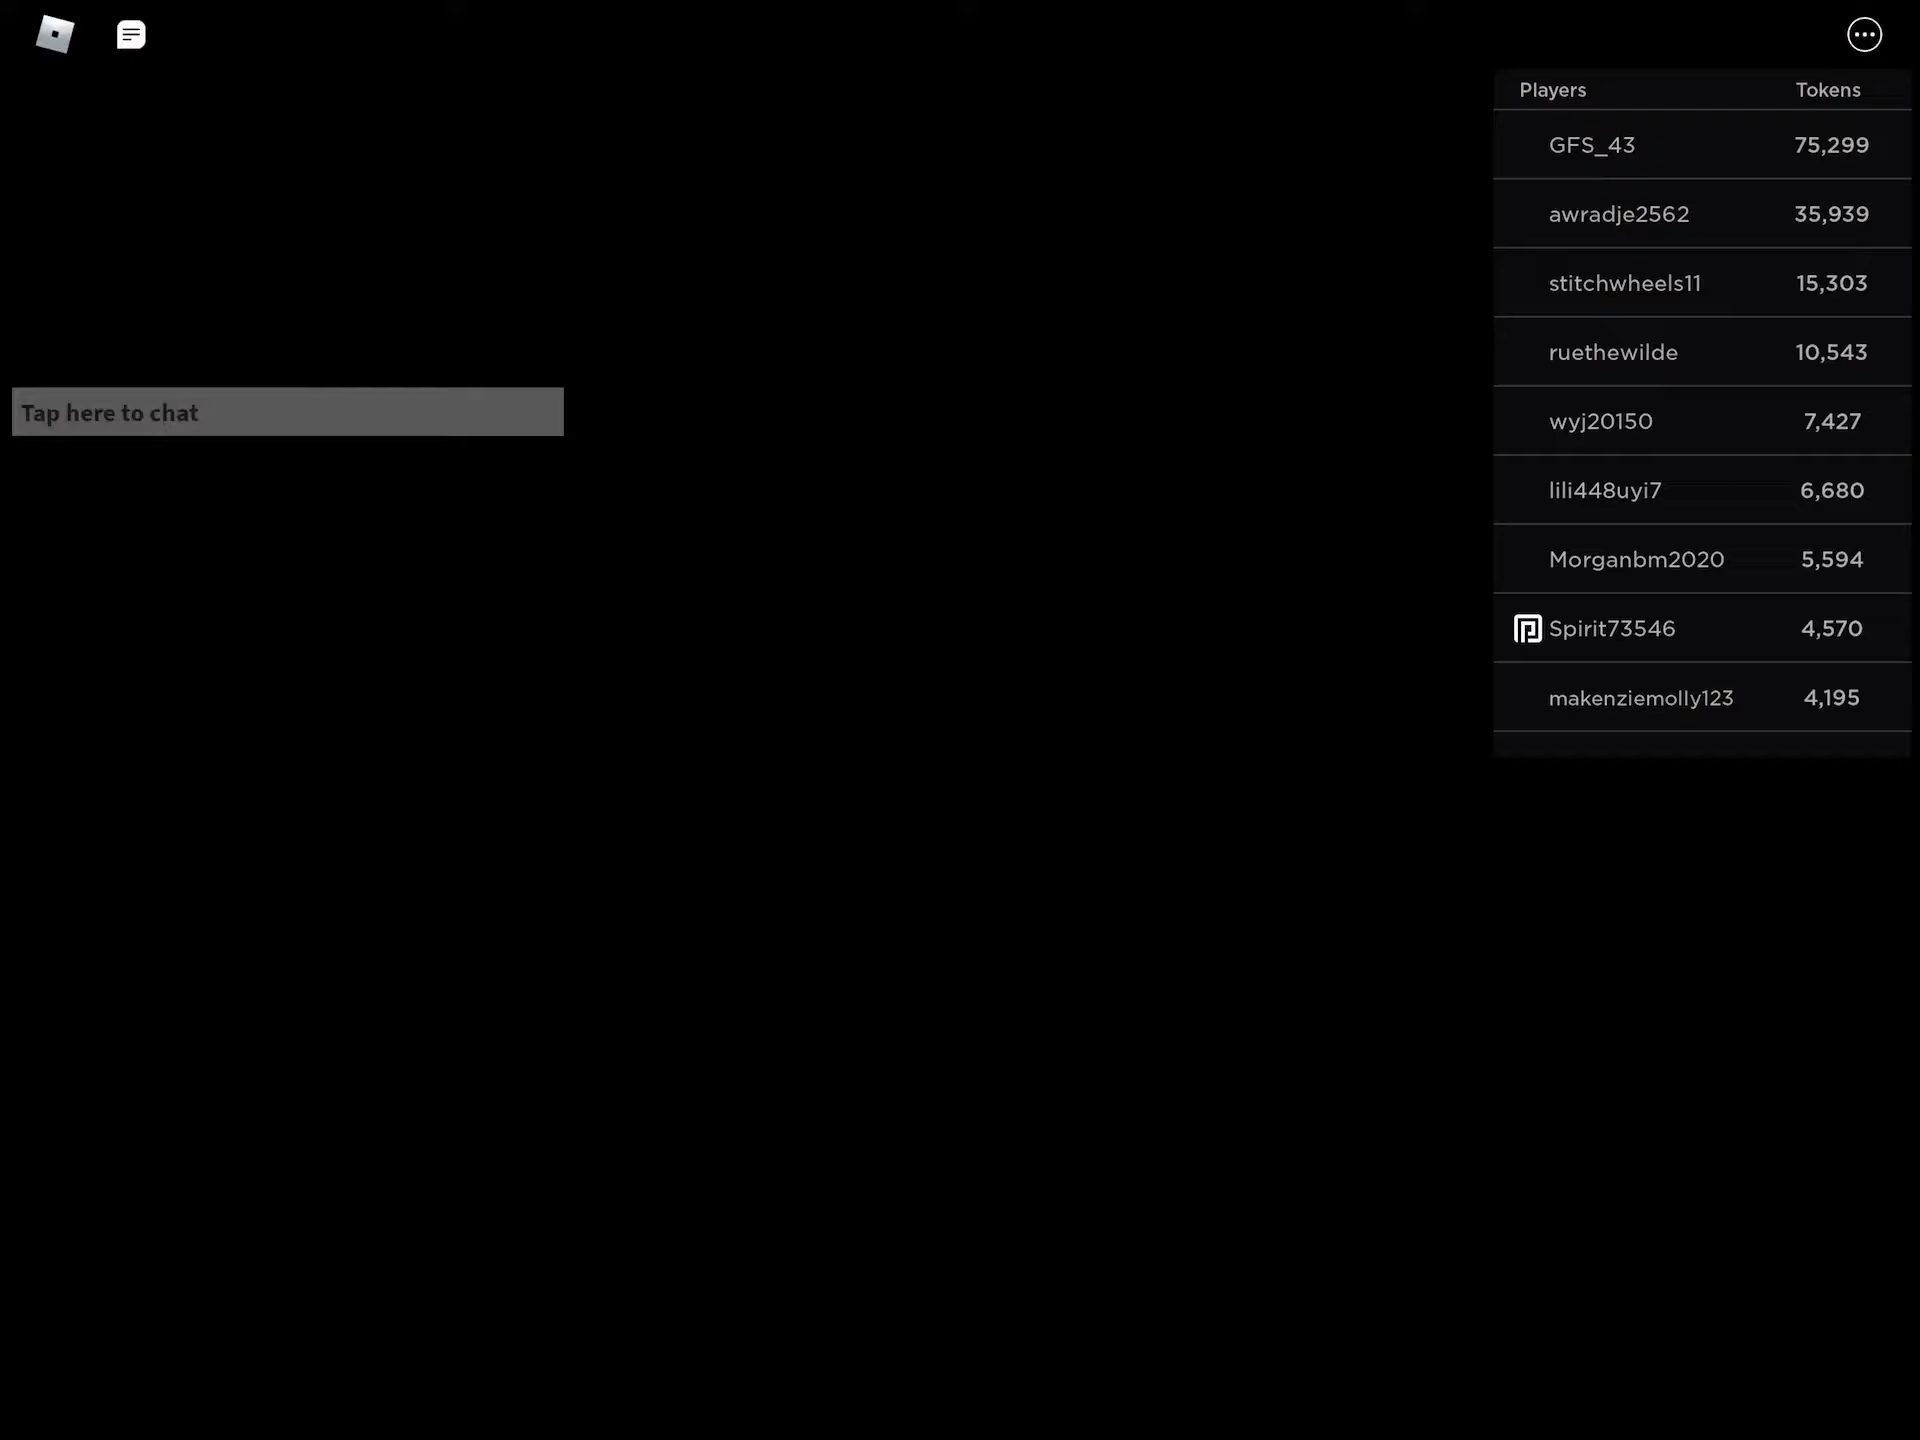 Players Tokens
GFS_43 75,299
awradje2562 35,939
stitchwheels11 15,303
ruethewilde 10,543
Tap here to chat
wyj20150 7,427
lili448uyi7 6,680
Morganbm2020 5,594
Spirit73546 4,570
makenziemolly123 4,195